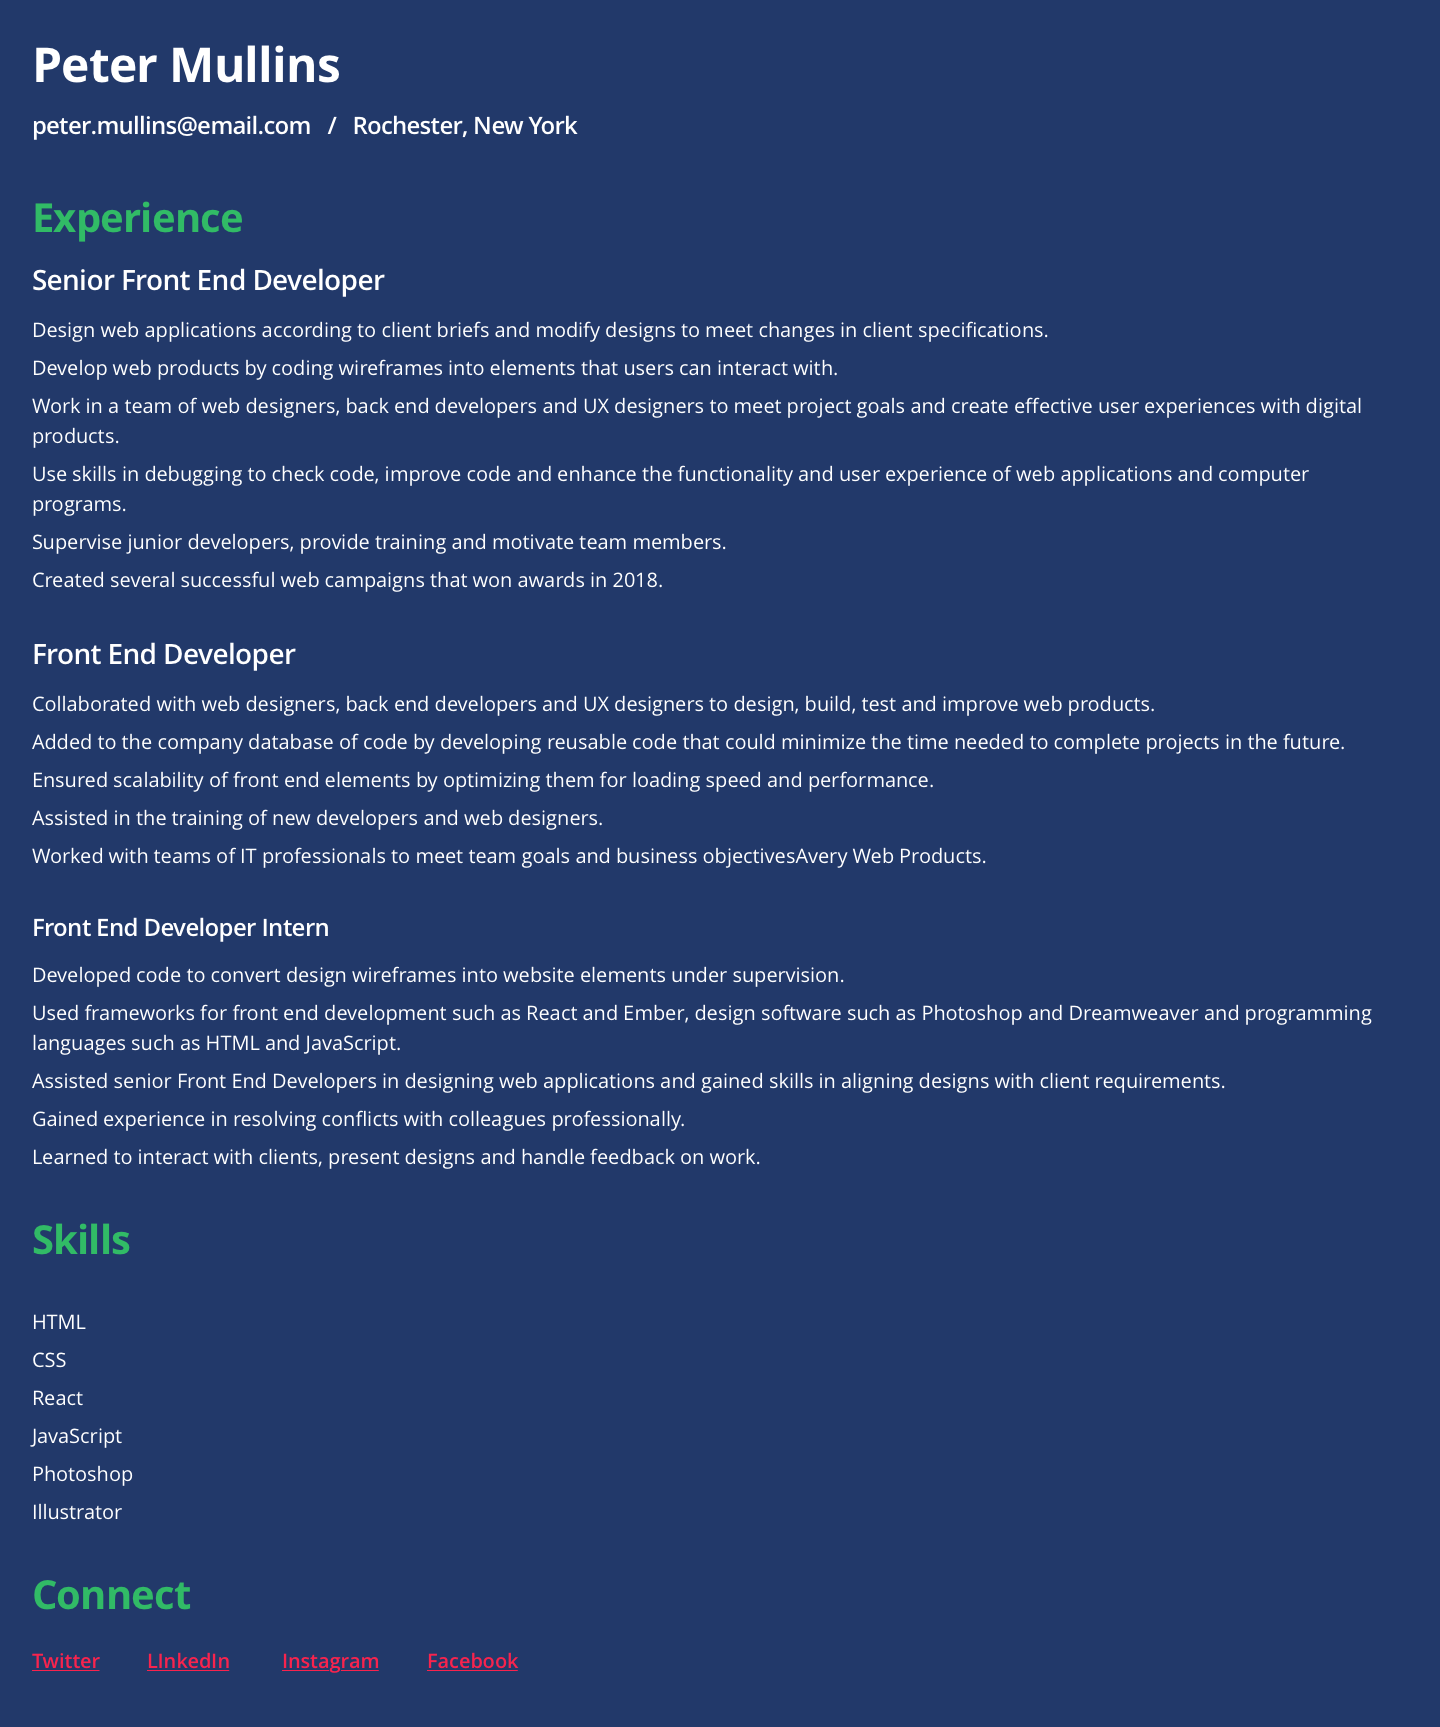 Peter Mullins
peter.mullins@email.com / Rochester, New York
Experience
Senior Front End Developer
Design web applications according to client briefs and modify designs to meet changes in client specifications.
Develop web products by coding wireframes into elements that users can interact with.
Work in a team of web designers, back end developers and UX designers to meet project goals and create effective user experiences with digital
products.
Use skills in debugging to check code, improve code and enhance the functionality and user experience of web applications and computer
programs.
Supervise junior developers, provide training and motivate team members.
Created several successful web campaigns that won awards in 2018.
Front End Developer
Collaborated with web designers, back end developers and UX designers to design, build, test and improve web products.
Added to the company database of code by developing reusable code that could minimize the time needed to complete projects in the future.
Ensured scalability of front end elements by optimizing them for loading speed and performance.
Assisted in the training of new developers and web designers.
Worked with teams of IT professionals to meet team goals and business objectivesAvery Web Products.
Front End Developer Intern
Developed code to convert design wireframes into website elements under supervision.
Used frameworks for front end development such as React and Ember, design software such as Photoshop and Dreamweaver and programming
languages such as HTML and JavaScript.
Assisted senior Front End Developers in designing web applications and gained skills in aligning designs with client requirements.
Gained experience in resolving conflicts with colleagues professionally.
Learned to interact with clients, present designs and handle feedback on work.
Skills
HTML
CSS
React
JavaScript
Photoshop
Illustrator
Connect
Twitter LInkedIn Instagram Facebook